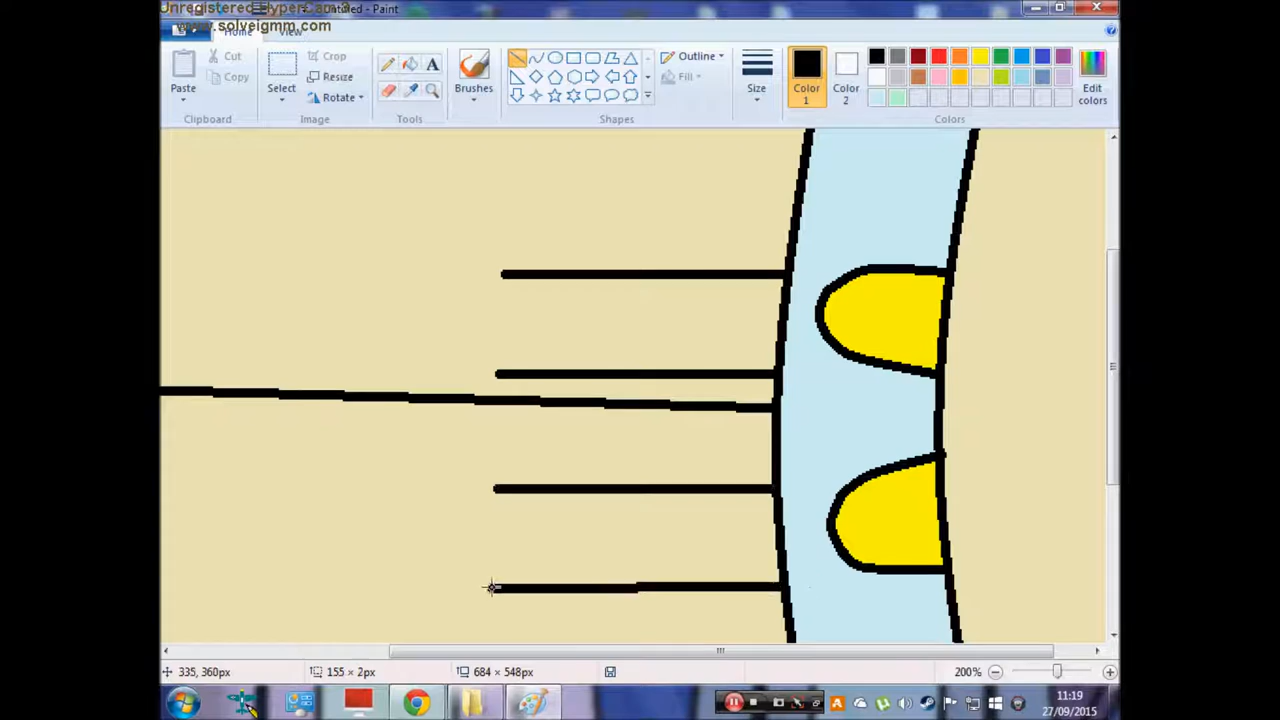 Unregistered HyperCam 3
www.solveigmm.com
Untitled - Paint
Home
View
Paste
Cut
Copy
Clipboard
Select
Crop
Resize
Rotate
Image
Tools
Brushes
Outline
Fill
Shapes
Size
Color 1
Color 2
Edit colors
Colors
335, 360px
155 × 2px
684 × 548px
200%
11:19
27/09/2015